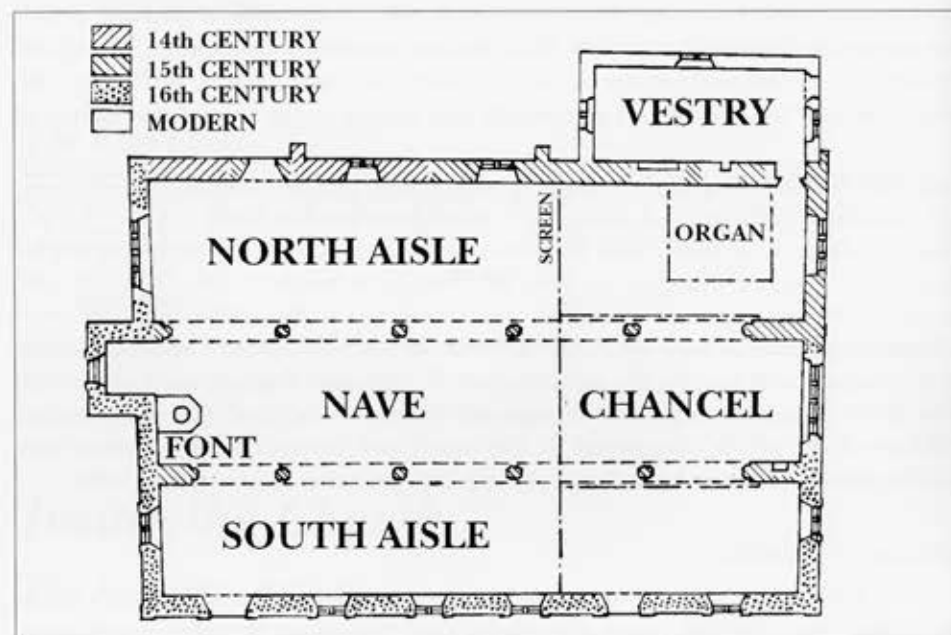 14th CENTURY
15th CENTURY
16th CENTURY
MODERN
VESTRY
NORTH AISLE
SCREEN
ORGAN
NAVE
CHANCEL
FONT
SOUTH AISLE